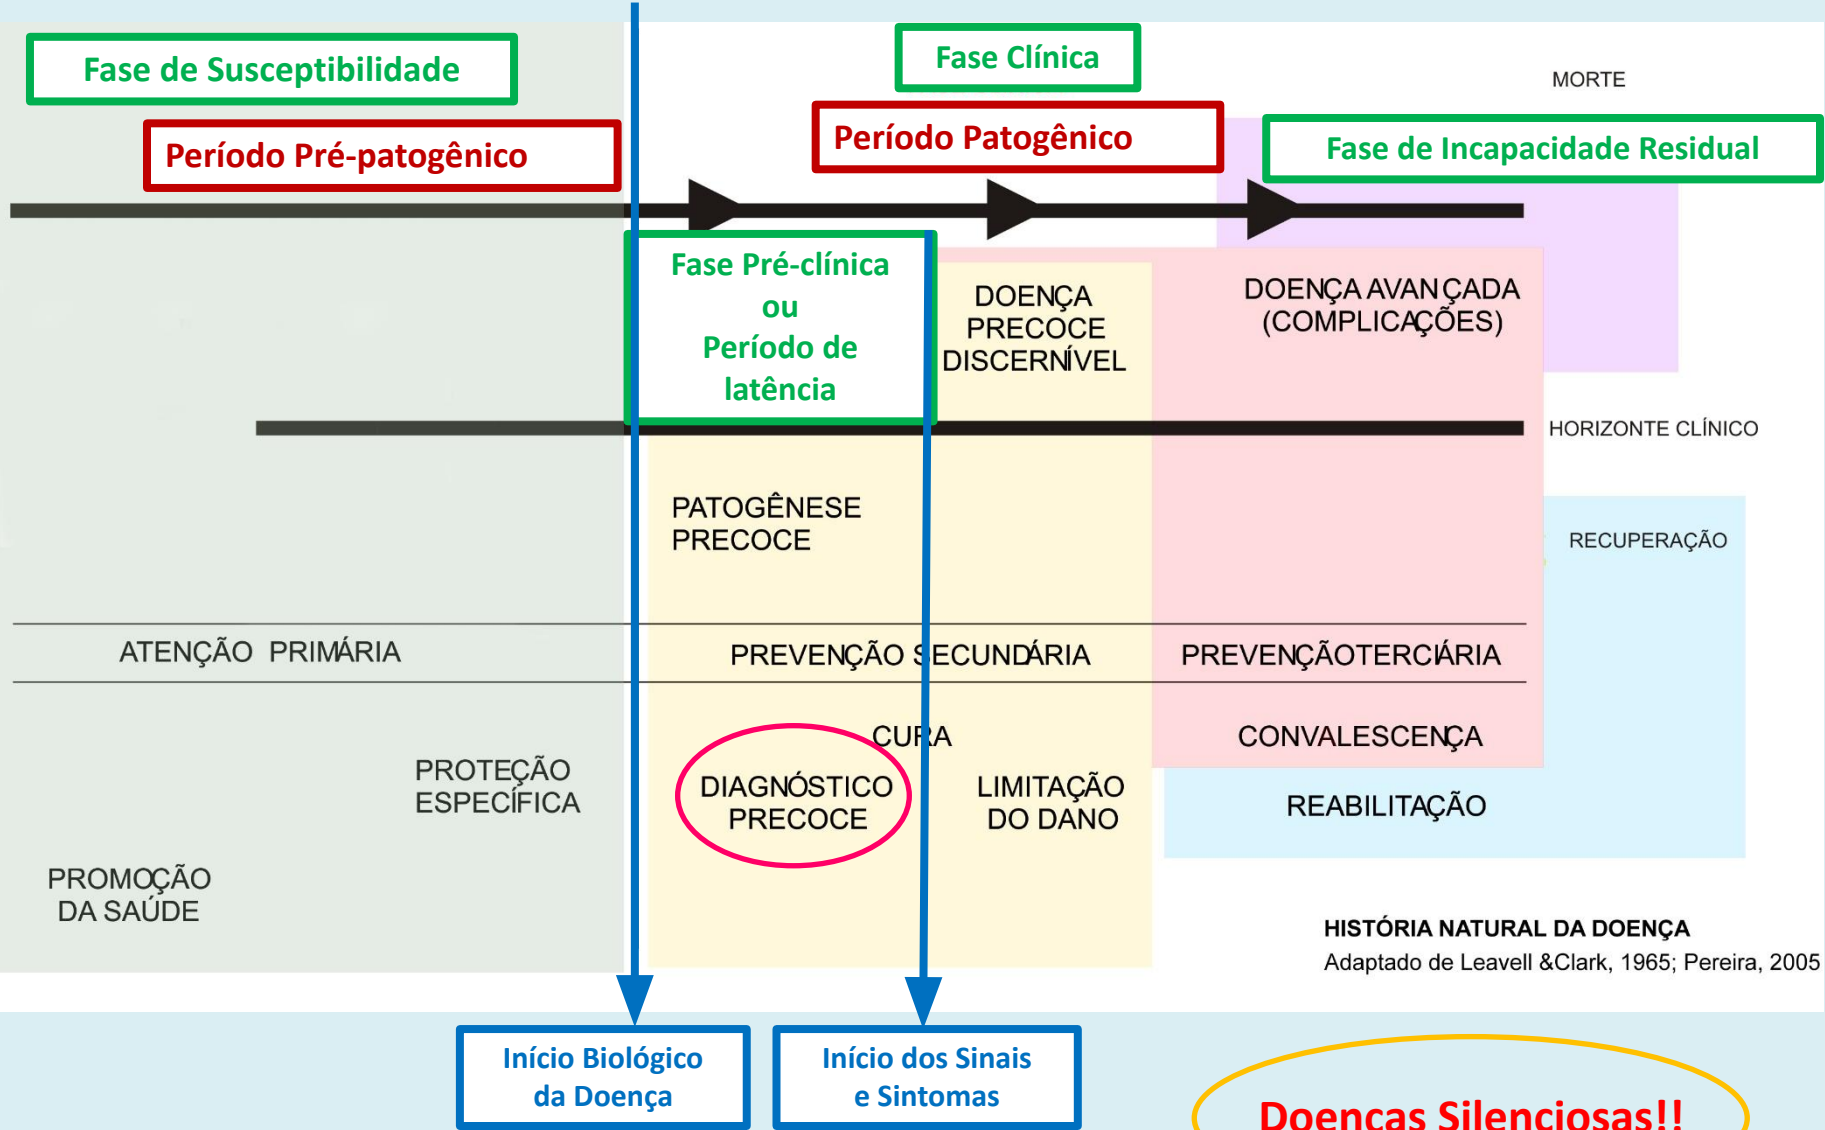 Fase de Susceptibilidade
Fase Clínica
MORTE
Período Pré-patogênico
Período Patogênico
Fase de Incapacidade Residual
Fase Pré-clínica
ou
Período de
latência
DOENÇA
PRECOCE
DISCERNÍVEL
DOENÇA AVANÇADA
(COMPLICAÇÕES)
HORIZONTE CLÍNICO
PATOGÊNESE
PRECOCE
RECUPERAÇÃO
ATENÇÃO PRIMÁRIA
PREVENÇÃO SECUNDÁRIA
PREVENÇÃOTERCIÁRIA
CURA
CONVALESCENÇA
PROTEÇÃO
ESPECÍFICA
DIAGNÓSTICO
PRECOCE
LIMITAÇÃO
DO DANO
REABILITAÇÃO
PROMOÇÃO
DA SAÚDE
HISTÓRIA NATURAL DA DOENÇA
Adaptado de Leavell &Clark, 1965; Pereira, 2005
Início Biológico
da Doença
Início dos Sinais
e Sintomas
Doenças Silenciosas!!